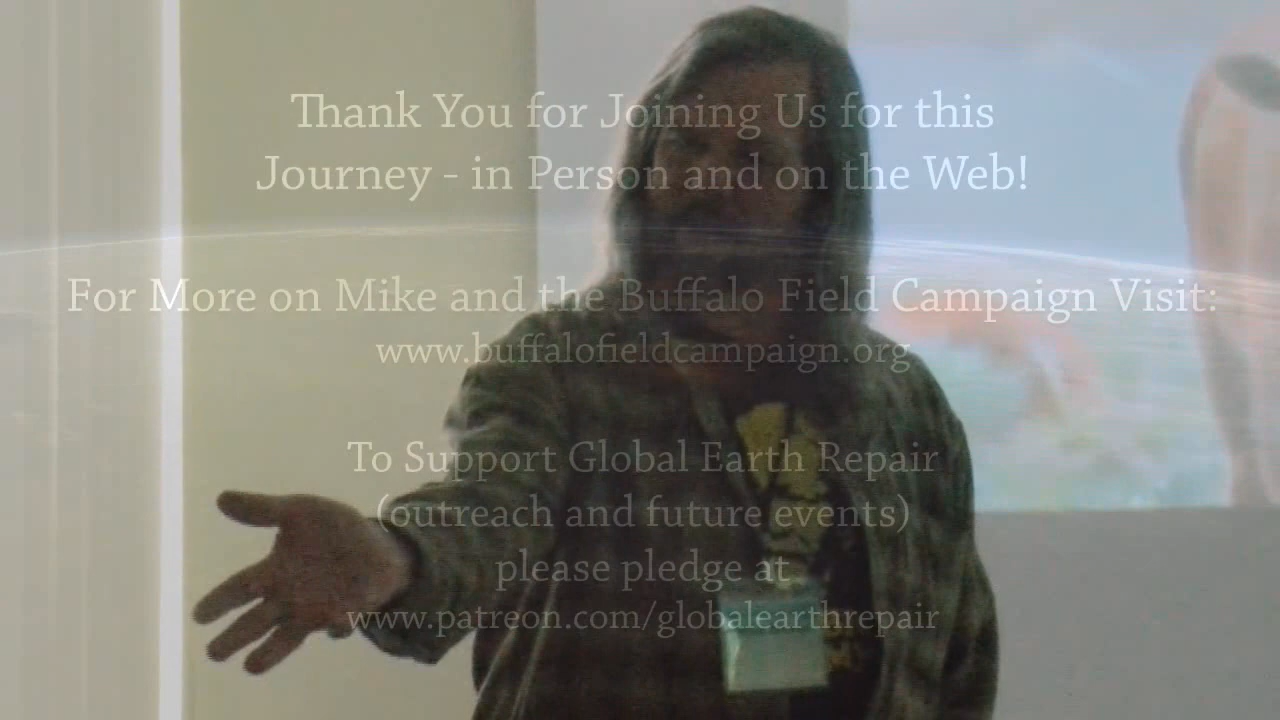 Thank You for Joining Us for this
Journey - in Person and on the Web!
For More on Mike and the Buffalo Field Campaign Visit:
www.buffalofieldcampaign.org
To Support Global Earth Repair
(outreach and future events)
please pledge at
www.patreon.com/globalearthrepair